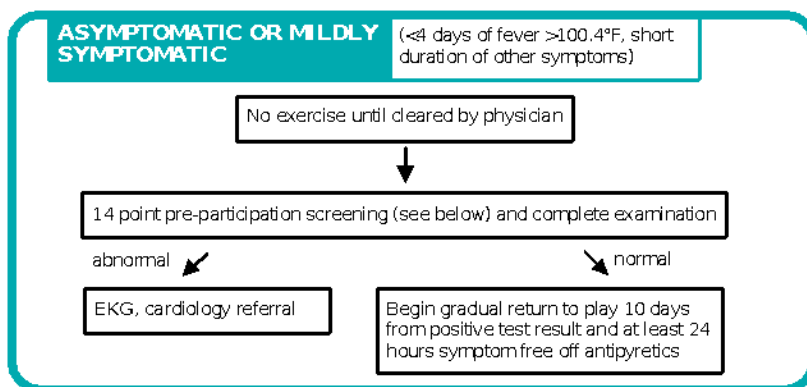 ASYMPTOMATIC OR MILDLY
SYMPTOMATIC
(<4 days of fever >100.4°F, short
duration of other symptoms)
No exercise until cleared by physician
14 point pre-participation screening (see below) and complete examination
abnormal
normal
EKG, cardiology referral
Begin gradual return to play 10 days
from positive test result and at least 24
hours symptom free off antipyretics